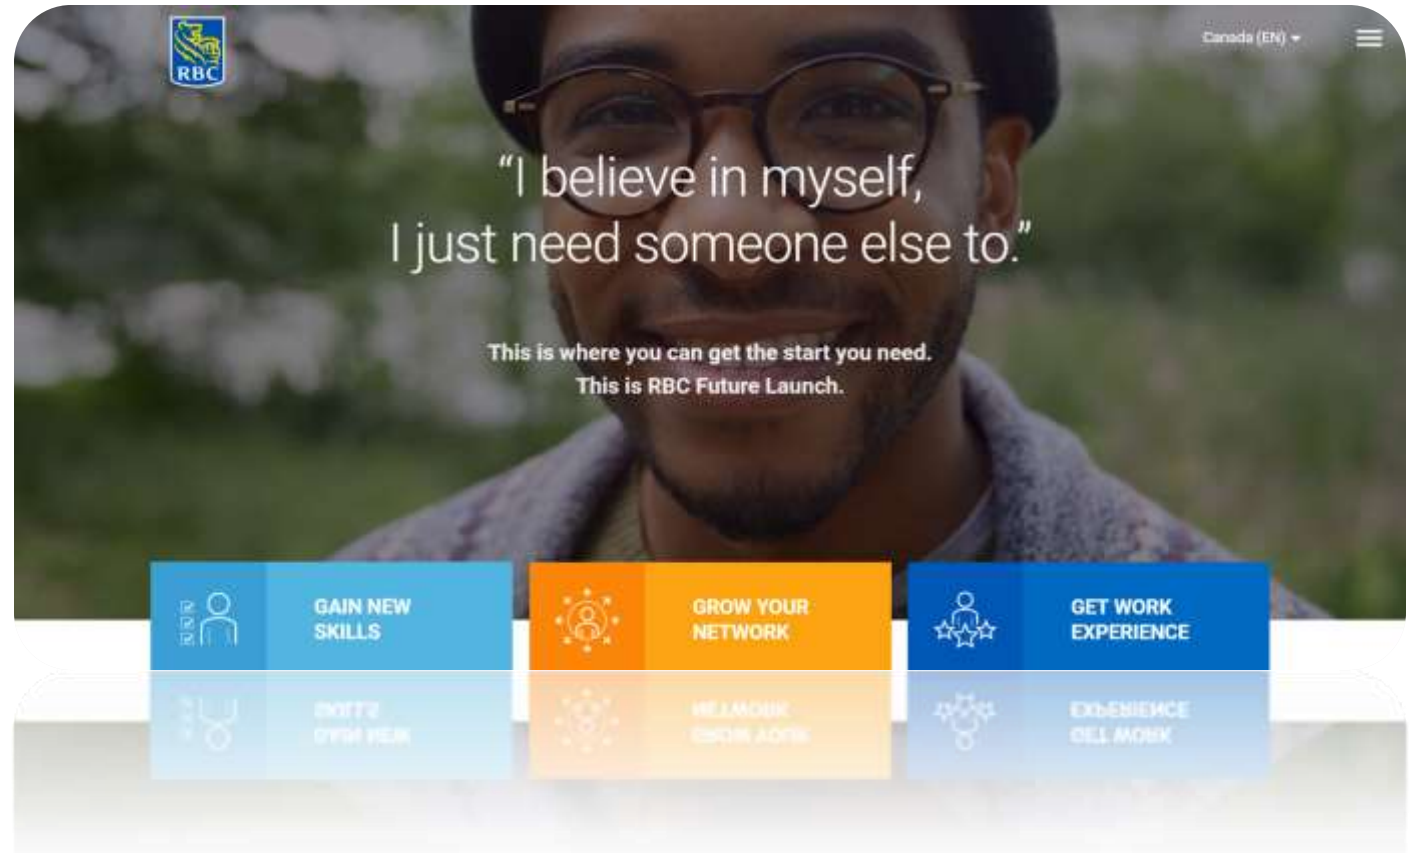 RBC
Canada (EN)
“I believe in myself,
I just need someone else to.”
This is where you can get the start you need.
This is RBC Future Launch.
GAIN NEW
SKILLS
GROW YOUR
NETWORK
GET WORK
EXPERIENCE